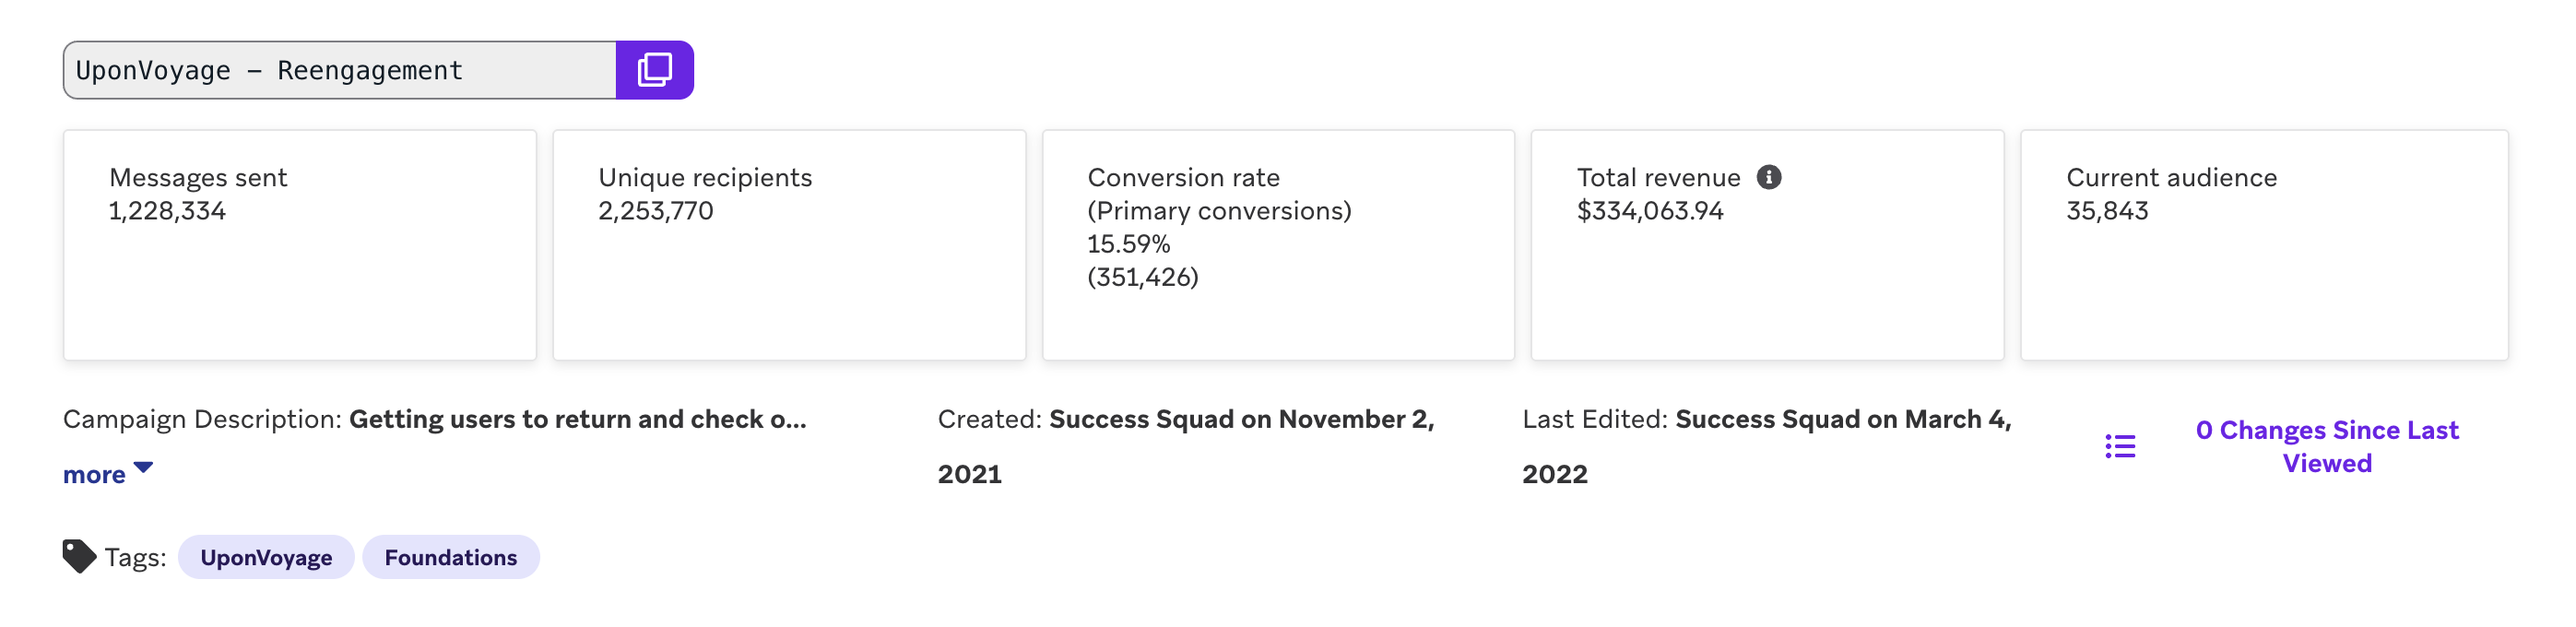 UponVoyage – Reengagement
Messages sent
1,228,334
Unique recipients
2,253,770
Conversion rate
(Primary conversions)
15.59%
(351,426)
Total revenue
$334,063.94
Current audience
35,843
Campaign Description: Getting users to return and check o...
more
Created: Success Squad on November 2,
2021
Last Edited: Success Squad on March 4,
2022
0 Changes Since Last
Viewed
Tags: UponVoyage Foundations